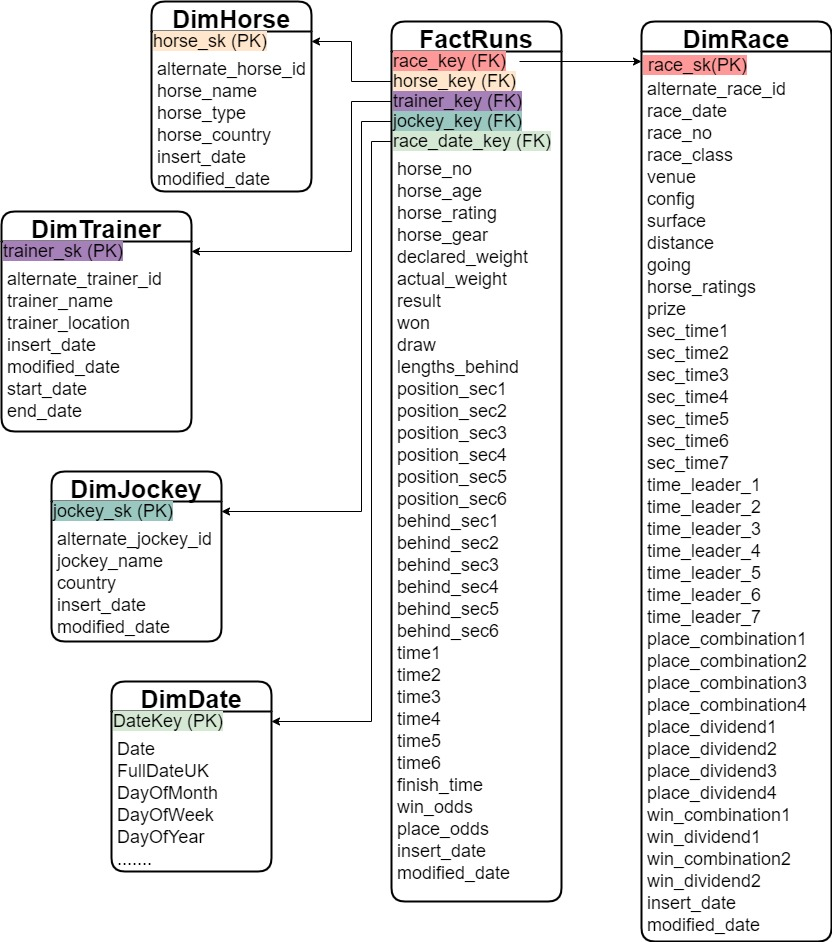 DimHorse
horse_sk (PK)
alternate_horse_id
horse_name
horse_type
horse_country
insert_date
modified_date
DimTrainer
trainer_sk (PK)
alternate_trainer_id
trainer_name
trainer_location
insert_date
modified_date
start_date
end_date
DimJockey
jockey_sk (PK)
alternate_jockey_id
jockey_name
country
insert_date
modified_date
DimDate
DateKey (PK)
Date
FullDateUK
DayOfMonth
DayOfWeek
DayOfYear
.......
FactRuns
race_key (FK)
horse_key (FK)
trainer_key (FK)
jockey_key (FK)
race_date_key (FK)
horse_no
horse_age
horse_rating
horse_gear
declared_weight
actual_weight
result
won
draw
lengths_behind
position_sec1
position_sec2
position_sec3
position_sec4
position_sec5
position_sec6
behind_sec1
behind_sec2
behind_sec3
behind_sec4
behind_sec5
behind_sec6
time1
time2
time3
time4
time5
time6
finish_time
win_odds
place_odds
insert_date
modified_date
DimRace
race_sk(PK)
alternate_race_id
race_date
race_no
race_class
venue
config
surface
distance
going
horse_ratings
prize
sec_time1
sec_time2
sec_time3
sec_time4
sec_time5
sec_time6
sec_time7
time_leader_1
time_leader_2
time_leader_3
time_leader_4
time_leader_5
time_leader_6
time_leader_7
place_combination1
place_combination2
place_combination3
place_combination4
place_dividend1
place_dividend2
place_dividend3
place_dividend4
win_combination1
win_dividend1
win_combination2
win_dividend2
insert_date
modified_date